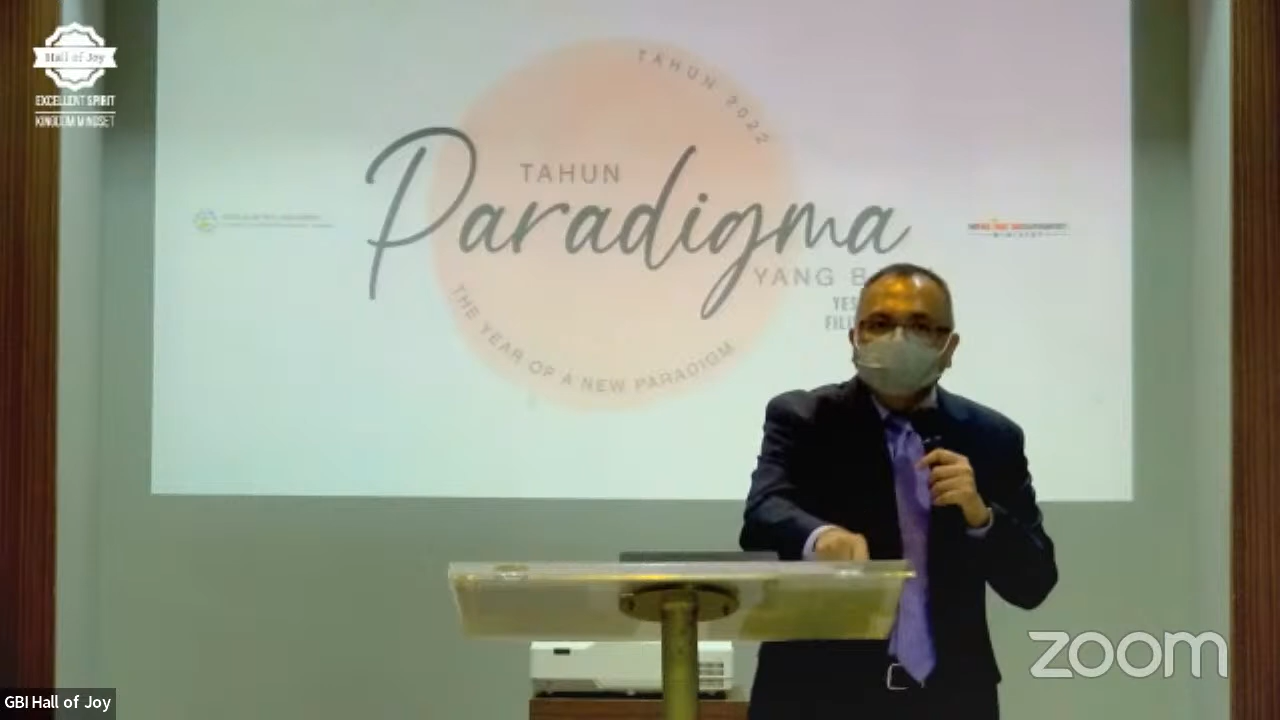 Hall of Joy
EXCELLENT SPIRIT
KINGDOM MINDSET
TAHUN 2022
TAHUN
Paradigma
YANG
THE YEAR OF A NEW PARADIGM
zoom
GBI Hall of Joy